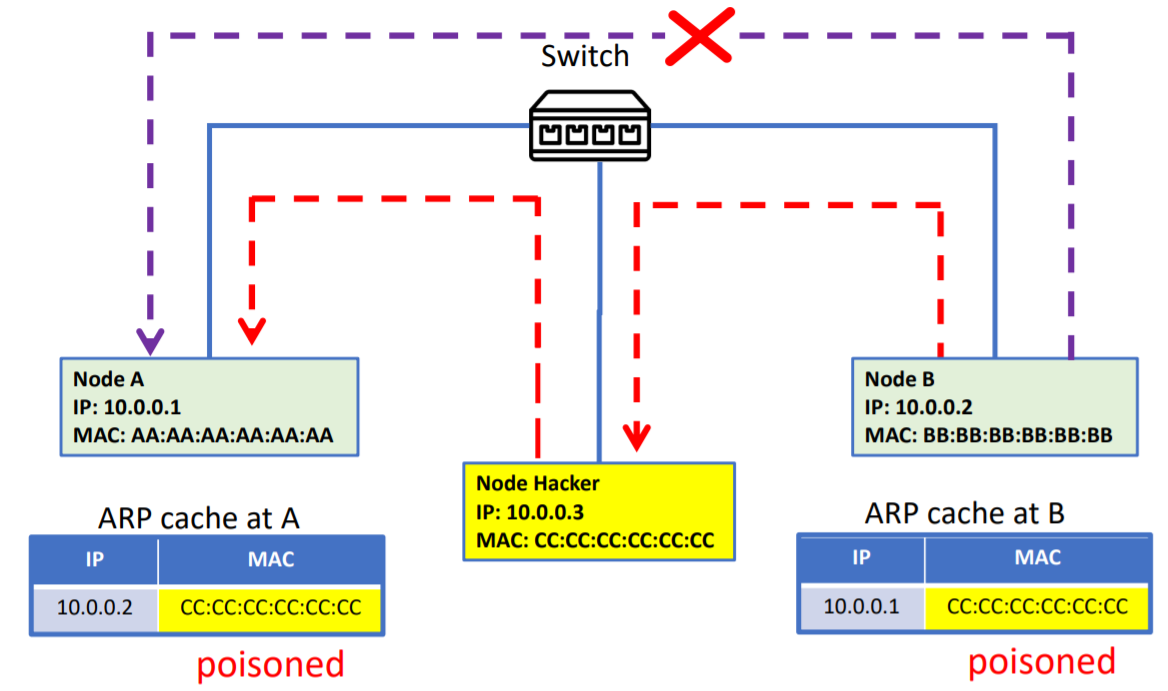 Switch
Node A
IP: 10.0.0.1
MAC: AA:AA:AA:AA:AA:AA
Node B
IP: 10.0.0.2
MAC: BB:BB:BB:BB:BB:BB
Node Hacker
IP: 10.0.0.3
MAC: CC:CC:CC:CC:CC:CC
ARP cache at A
IP MAC
10.0.0.2 CC:CC:CC:CC:CC:CC
poisoned
ARP cache at B
IP MAC
10.0.0.1 CC:CC:CC:CC:CC:CC
poisoned